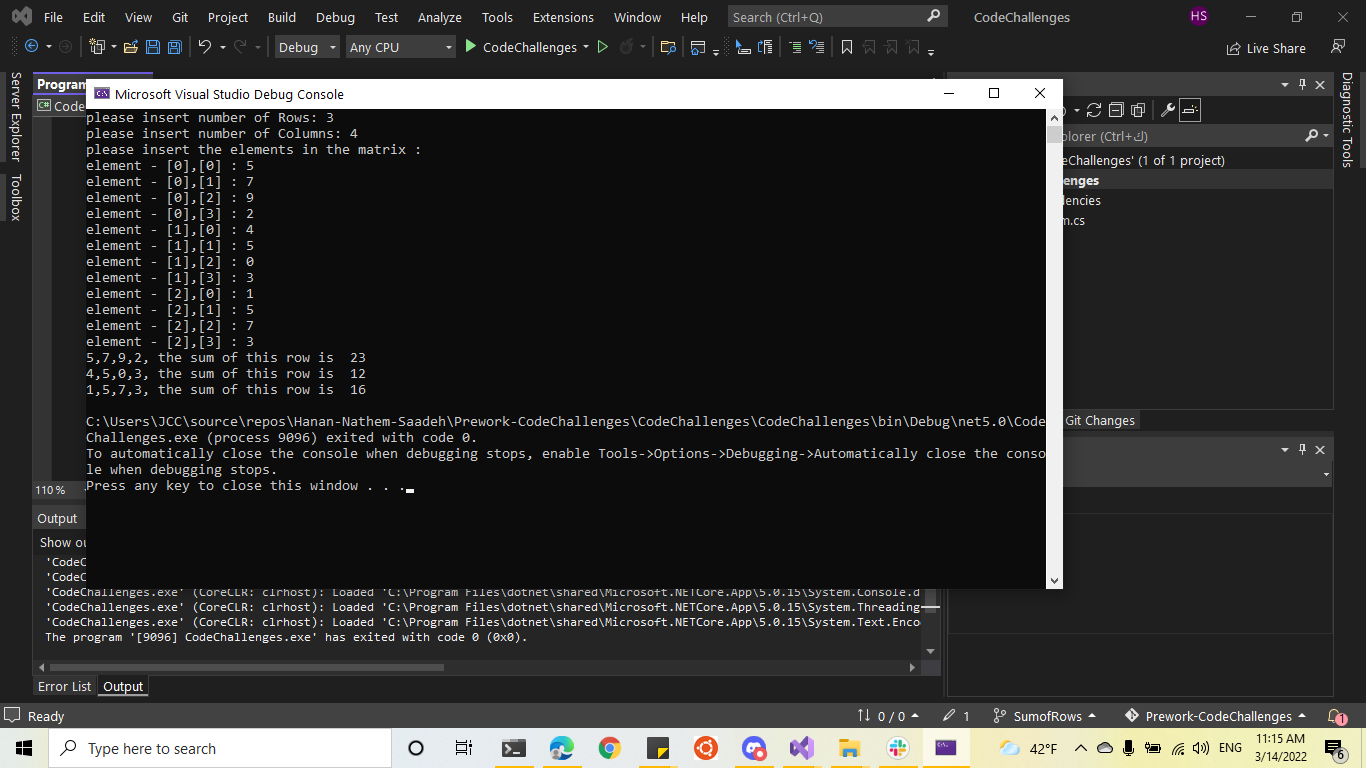 File Edit View Git Project Build Debug Test Analyze Tools Extensions Window Help Search (Ctrl+Q) CodeChallenges HS
Debug Any CPU CodeChallenges Live Share
Server Explorer
Toolbox
Microsoft Visual Studio Debug Console
please insert number of Rows: 3
please insert number of Columns: 4
please insert the elements in the matrix :
element - [0],[0] : 5
element - [0],[1] : 7
element - [0],[2] : 9
element - [0],[3] : 2
element - [1],[0] : 4
element - [1],[1] : 5
element - [1],[2] : 0
element - [1],[3] : 3
element - [2],[0] : 1
element - [2],[1] : 5
element - [2],[2] : 7
element - [2],[3] : 3
5,7,9,2, the sum of this row is  23
4,5,0,3, the sum of this row is  12
1,5,7,3, the sum of this row is  16
C:\Users\JCC\source\repos\Hanan-Nathem-Saadeh\Prework-CodeChallenges\CodeChallenges\CodeChallenges\bin\Debug\net5.0\Code
Challenges.exe (process 9096) exited with code 0.
To automatically close the console when debugging stops, enable Tools->Options->Debugging->Automatically close the conso
le when debugging stops.
Press any key to close this window . . .
Program
Code
plorer (Ctrl+ك)
eChallenges' (1 of 1 project)
enges
dencies
m.cs
Git Changes
Diagnostic Tools
110 %
Output
Show ou
'CodeC
'CodeC
'CodeChallenges.exe' (CoreCLR: clrhost): Loaded 'C:\Program Files\dotnet\shared\Microsoft.NETCore.App\5.0.15\System.Console.d
'CodeChallenges.exe' (CoreCLR: clrhost): Loaded 'C:\Program Files\dotnet\shared\Microsoft.NETCore.App\5.0.15\System.Threading
'CodeChallenges.exe' (CoreCLR: clrhost): Loaded 'C:\Program Files\dotnet\shared\Microsoft.NETCore.App\5.0.15\System.Text.Enco
The program '[9096] CodeChallenges.exe' has exited with code 0 (0x0).
Error List Output
Ready 0 / 0 1 SumofRows Prework-CodeChallenges 1
Type here to search 42°F ENG 11:15 AM
3/14/2022 6